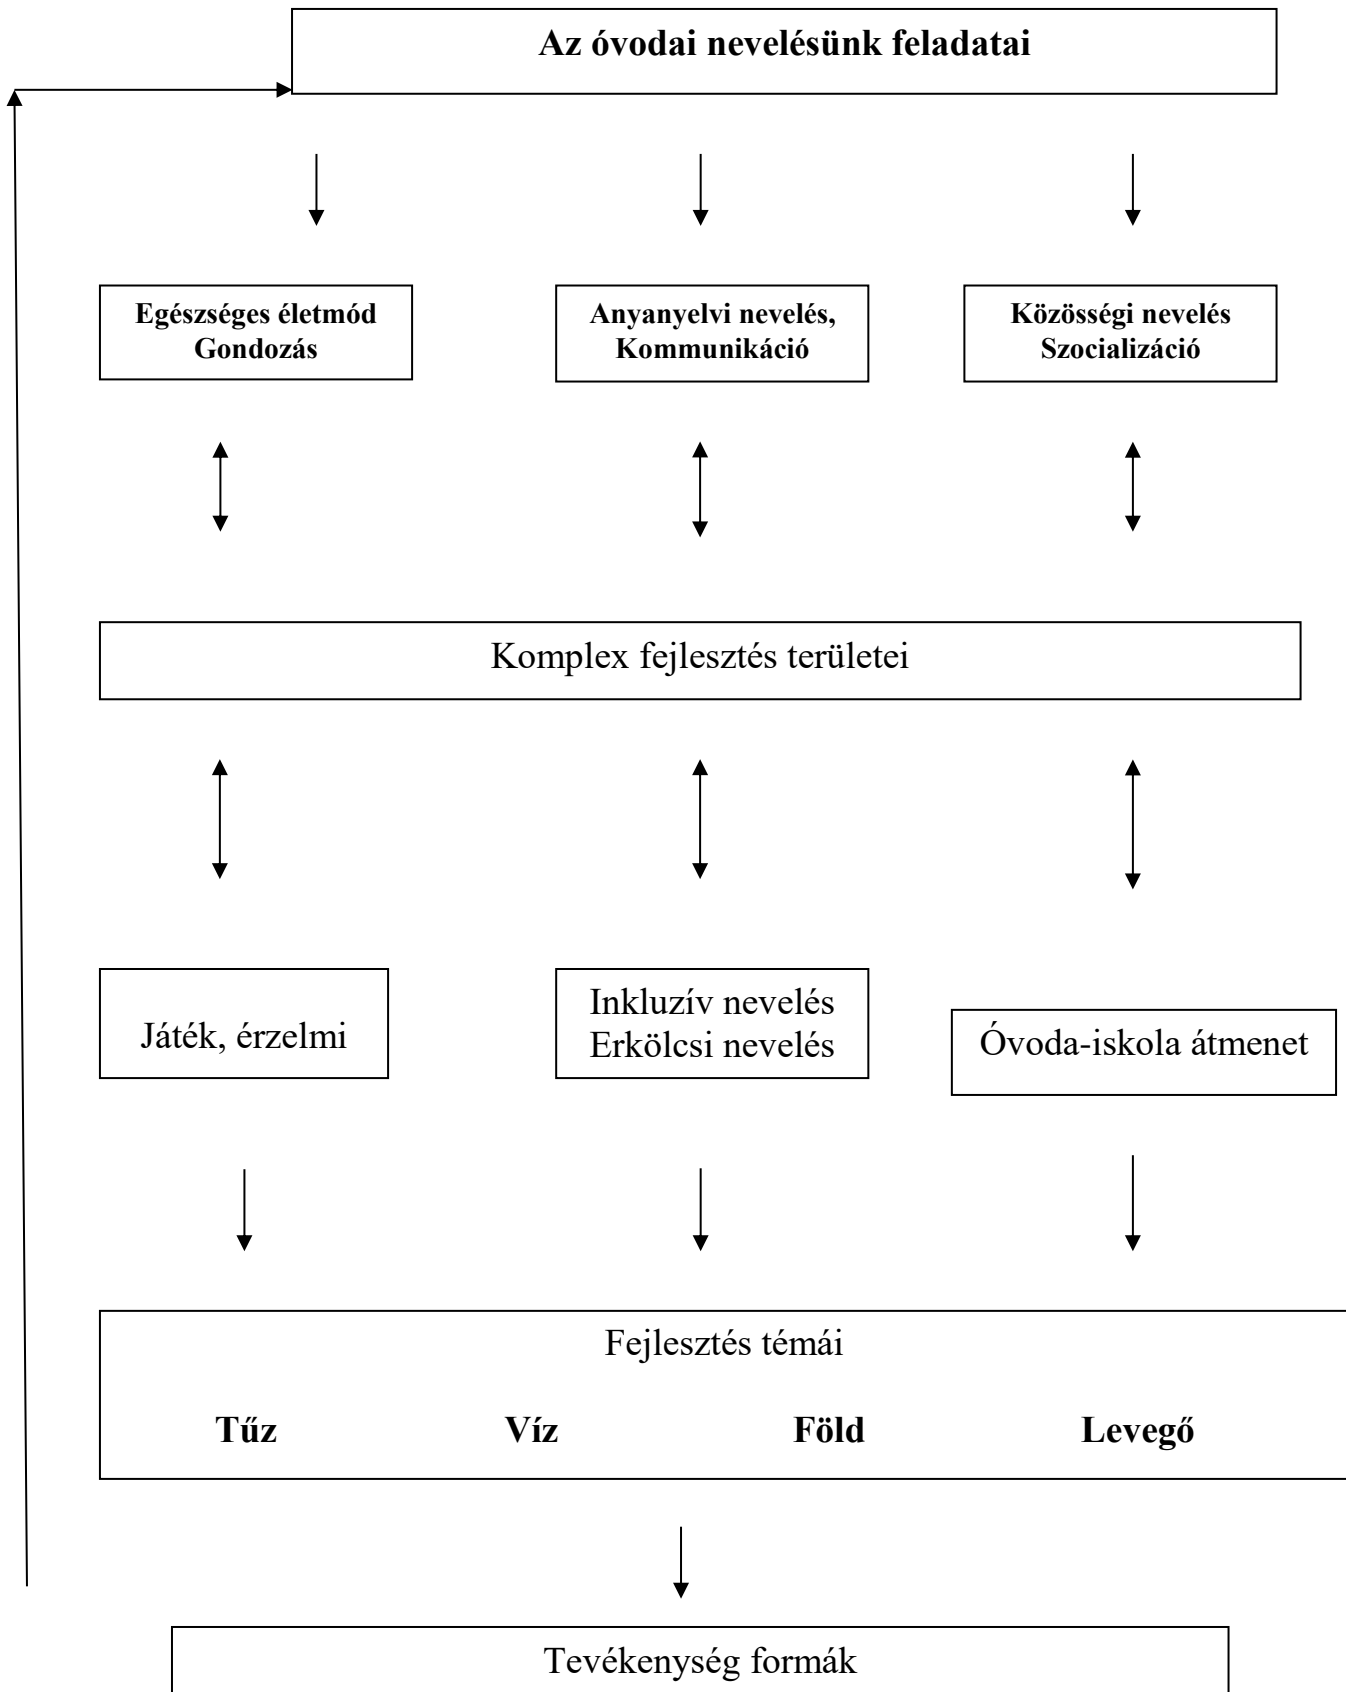 Az óvodai nevelésünk feladatai
Egészséges életmód
Gondozás
Anyanyelvi nevelés,
Kommunikáció
Közösségi nevelés
Szocializáció
Komplex fejlesztés területei
Játék, érzelmi
Inkluzív nevelés
Erkölcsi nevelés
Óvoda-iskola átmenet
Fejlesztés témái
Tűz Víz Föld Levegő
Tevékenység formák